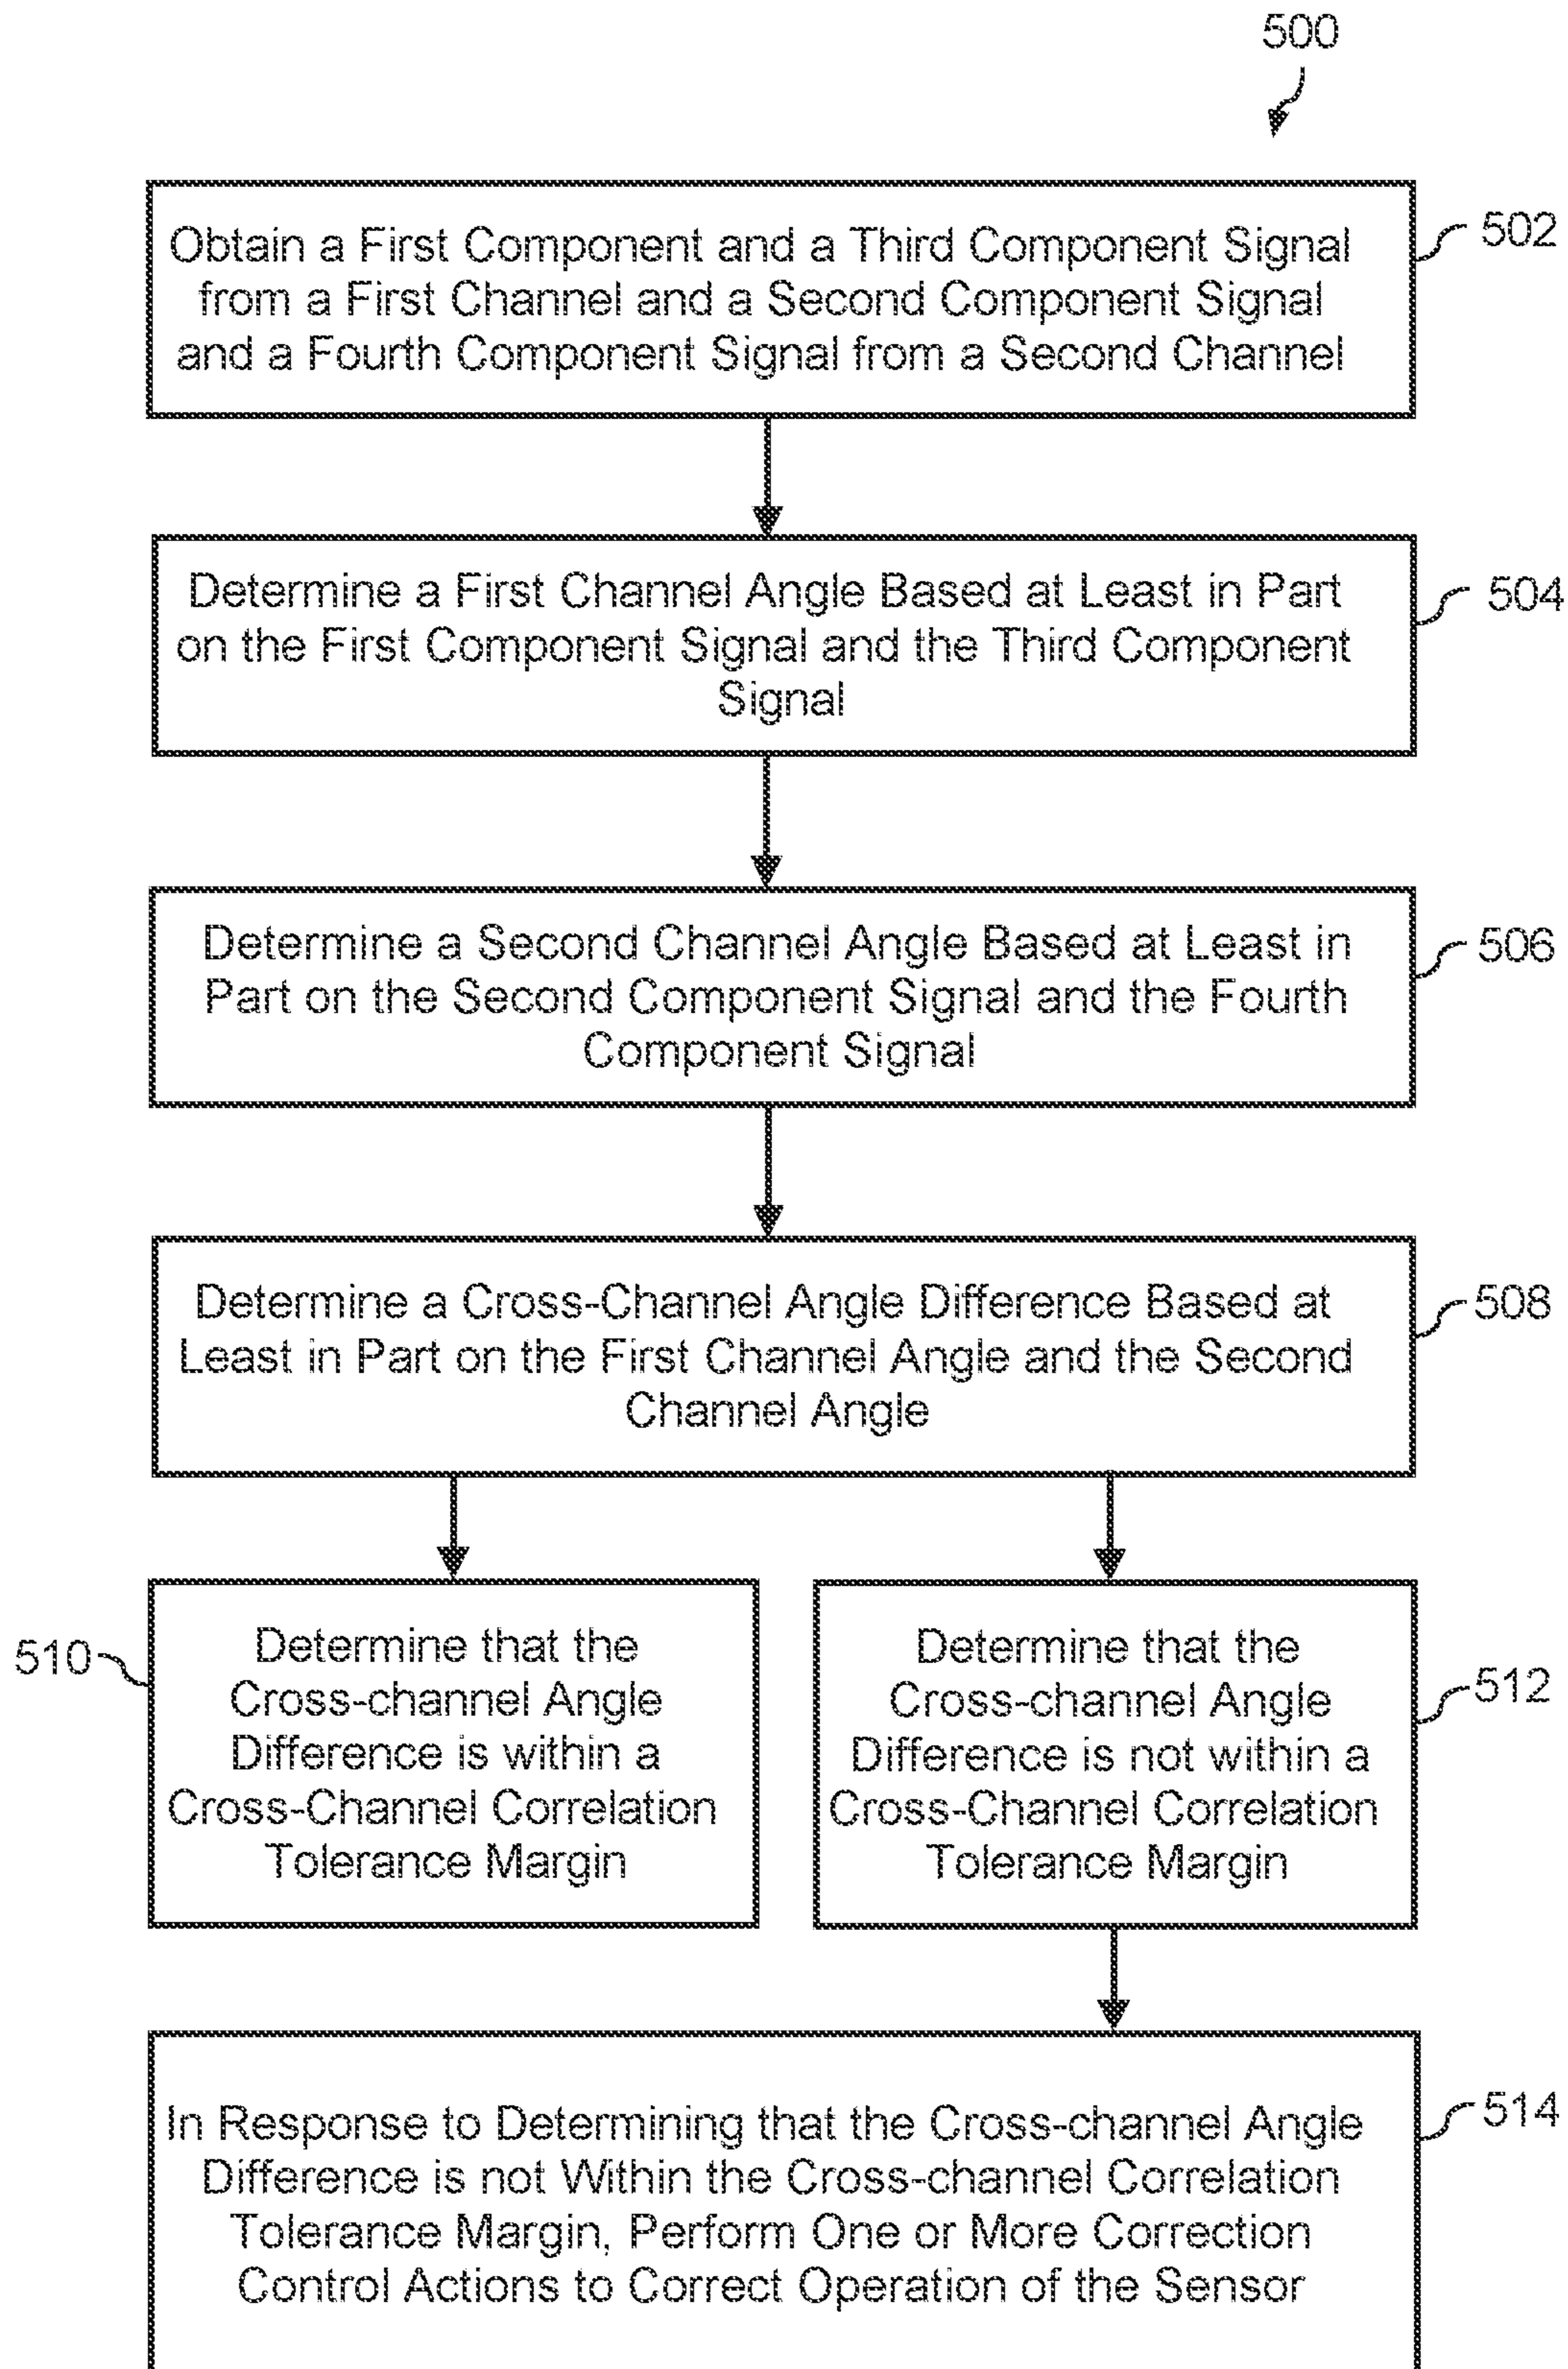 500
Obtain a First Component and a Third Component Signal
from a First Channel and a Second Component Signal
and a Fourth Component Signal from a Second Channel
502
Determine a First Channel Angle Based at Least in Part
on the First Component Signal and the Third Component
Signal
504
Determine a Second Channel Angle Based at Least in
Part on the Second Component Signal and the Fourth
Component Signal
506
Determine a Cross-Channel Angle Difference Based at
Least in Part on the First Channel Angle and the Second
Channel Angle
508
510
Determine that the
Cross-channel Angle
Difference is within a
Cross-Channel Correlation
Tolerance Margin
Determine that the
Cross-channel Angle
Difference is not within a
Cross-Channel Correlation
Tolerance Margin
512
In Response to Determining that the Cross-channel Angle
Difference is not Within the Cross-channel Correlation
Tolerance Margin, Perform One or More Correction
Control Actions to Correct Operation of the Sensor
514